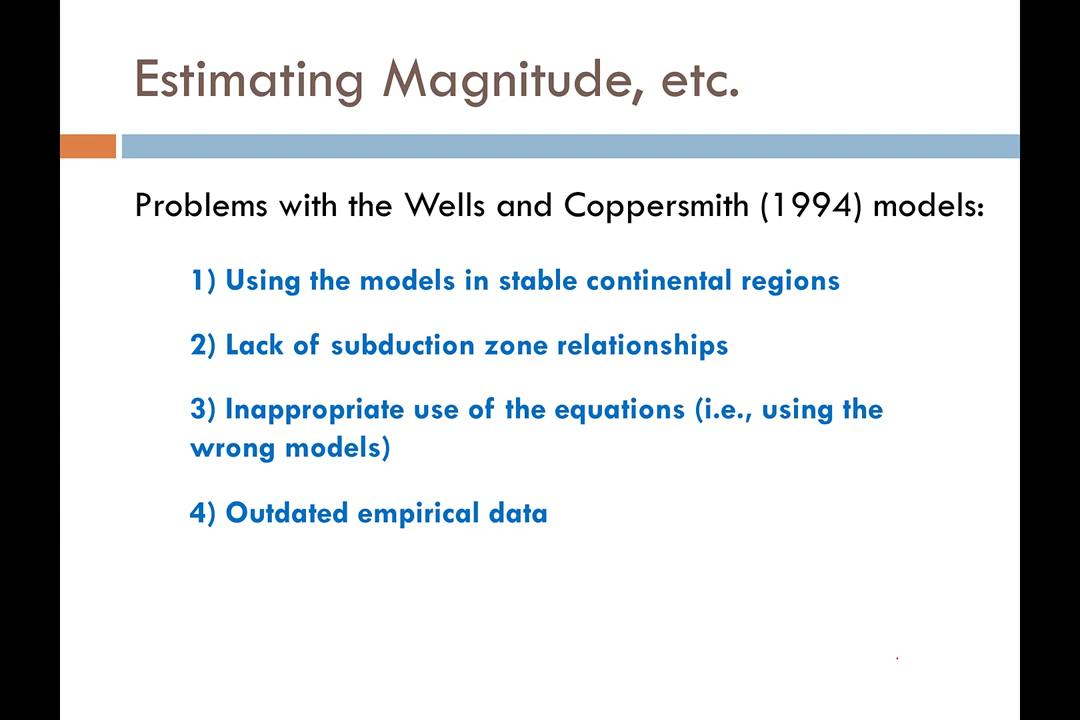 Estimating Magnitude, etc.
Problems with the Wells and Coppersmith (1994) models:
1) Using the models in stable continental regions
2) Lack of subduction zone relationships
3) Inappropriate use of the equations (i.e., using the
wrong models)
4) Outdated empirical data